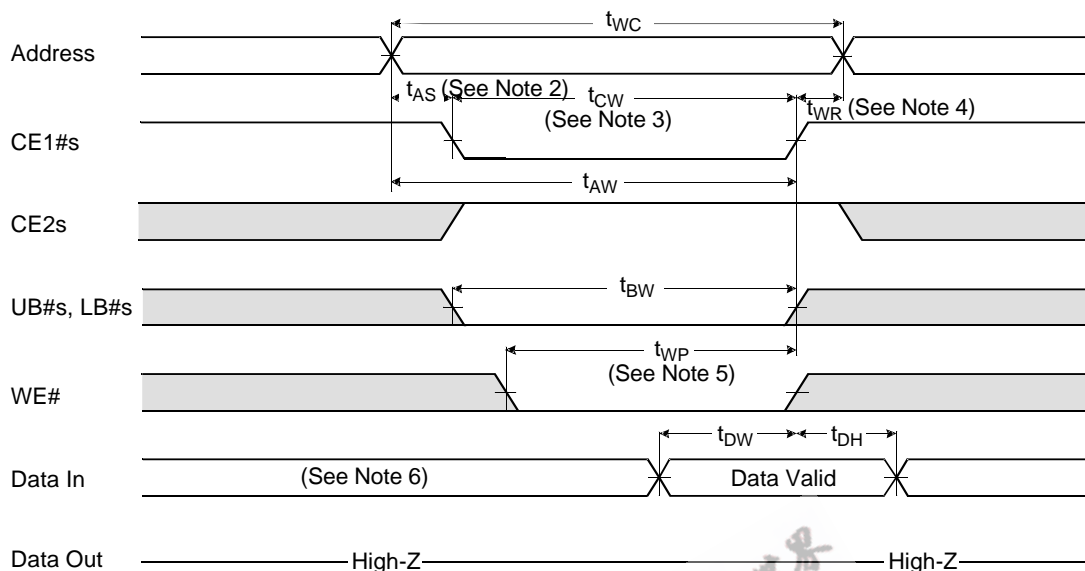 tWC
Address
tAS (See Note 2)
tCW
(See Note 3)
tWR (See Note 4)
CE1#s
tAW
CE2s
tBW
UB#s, LB#s
tWP
(See Note 5)
WE#
tDW
tDH
Data In
(See Note 6)
Data Valid
Data Out
High-Z
High-Z